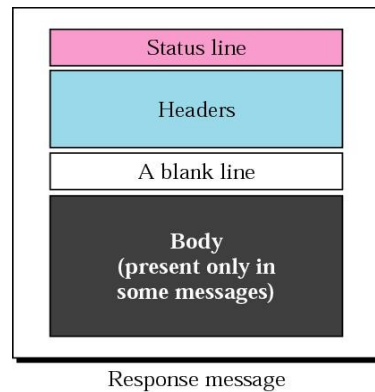 Status line
Headers
A blank line
Body
(present only in
some messages)
Response message